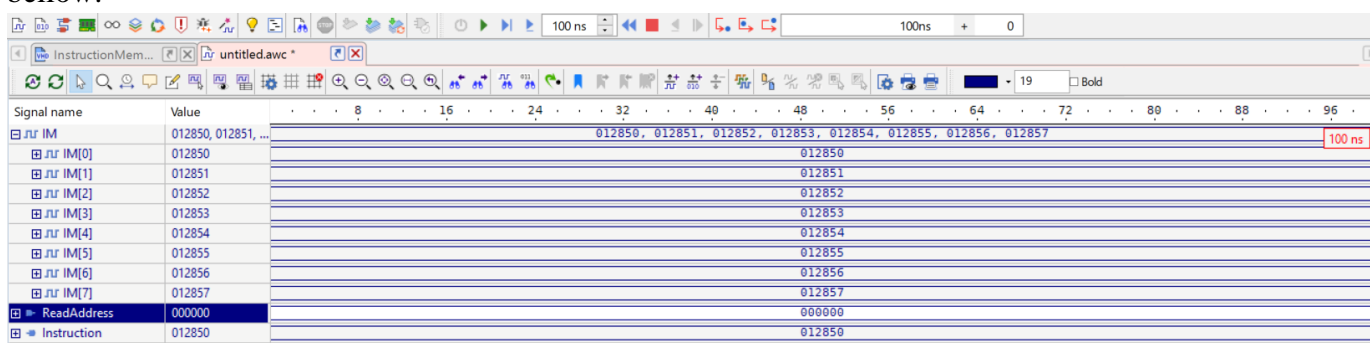 100 ns
100ns + 0
InstructionMem... untitled.awc *
19 Bold
Signal name Value 8 16 24 32 40 48 56 64 72 80 88 96
IM 012850, 012851, ... 012850, 012851, 012852, 012853, 012854, 012855, 012856, 012857
100 ns
IM[0] 012850 012850
IM[1] 012851 012851
IM[2] 012852 012852
IM[3] 012853 012853
IM[4] 012854 012854
IM[5] 012855 012855
IM[6] 012856 012856
IM[7] 012857 012857
ReadAddress 000000 000000
Instruction 012850 012850